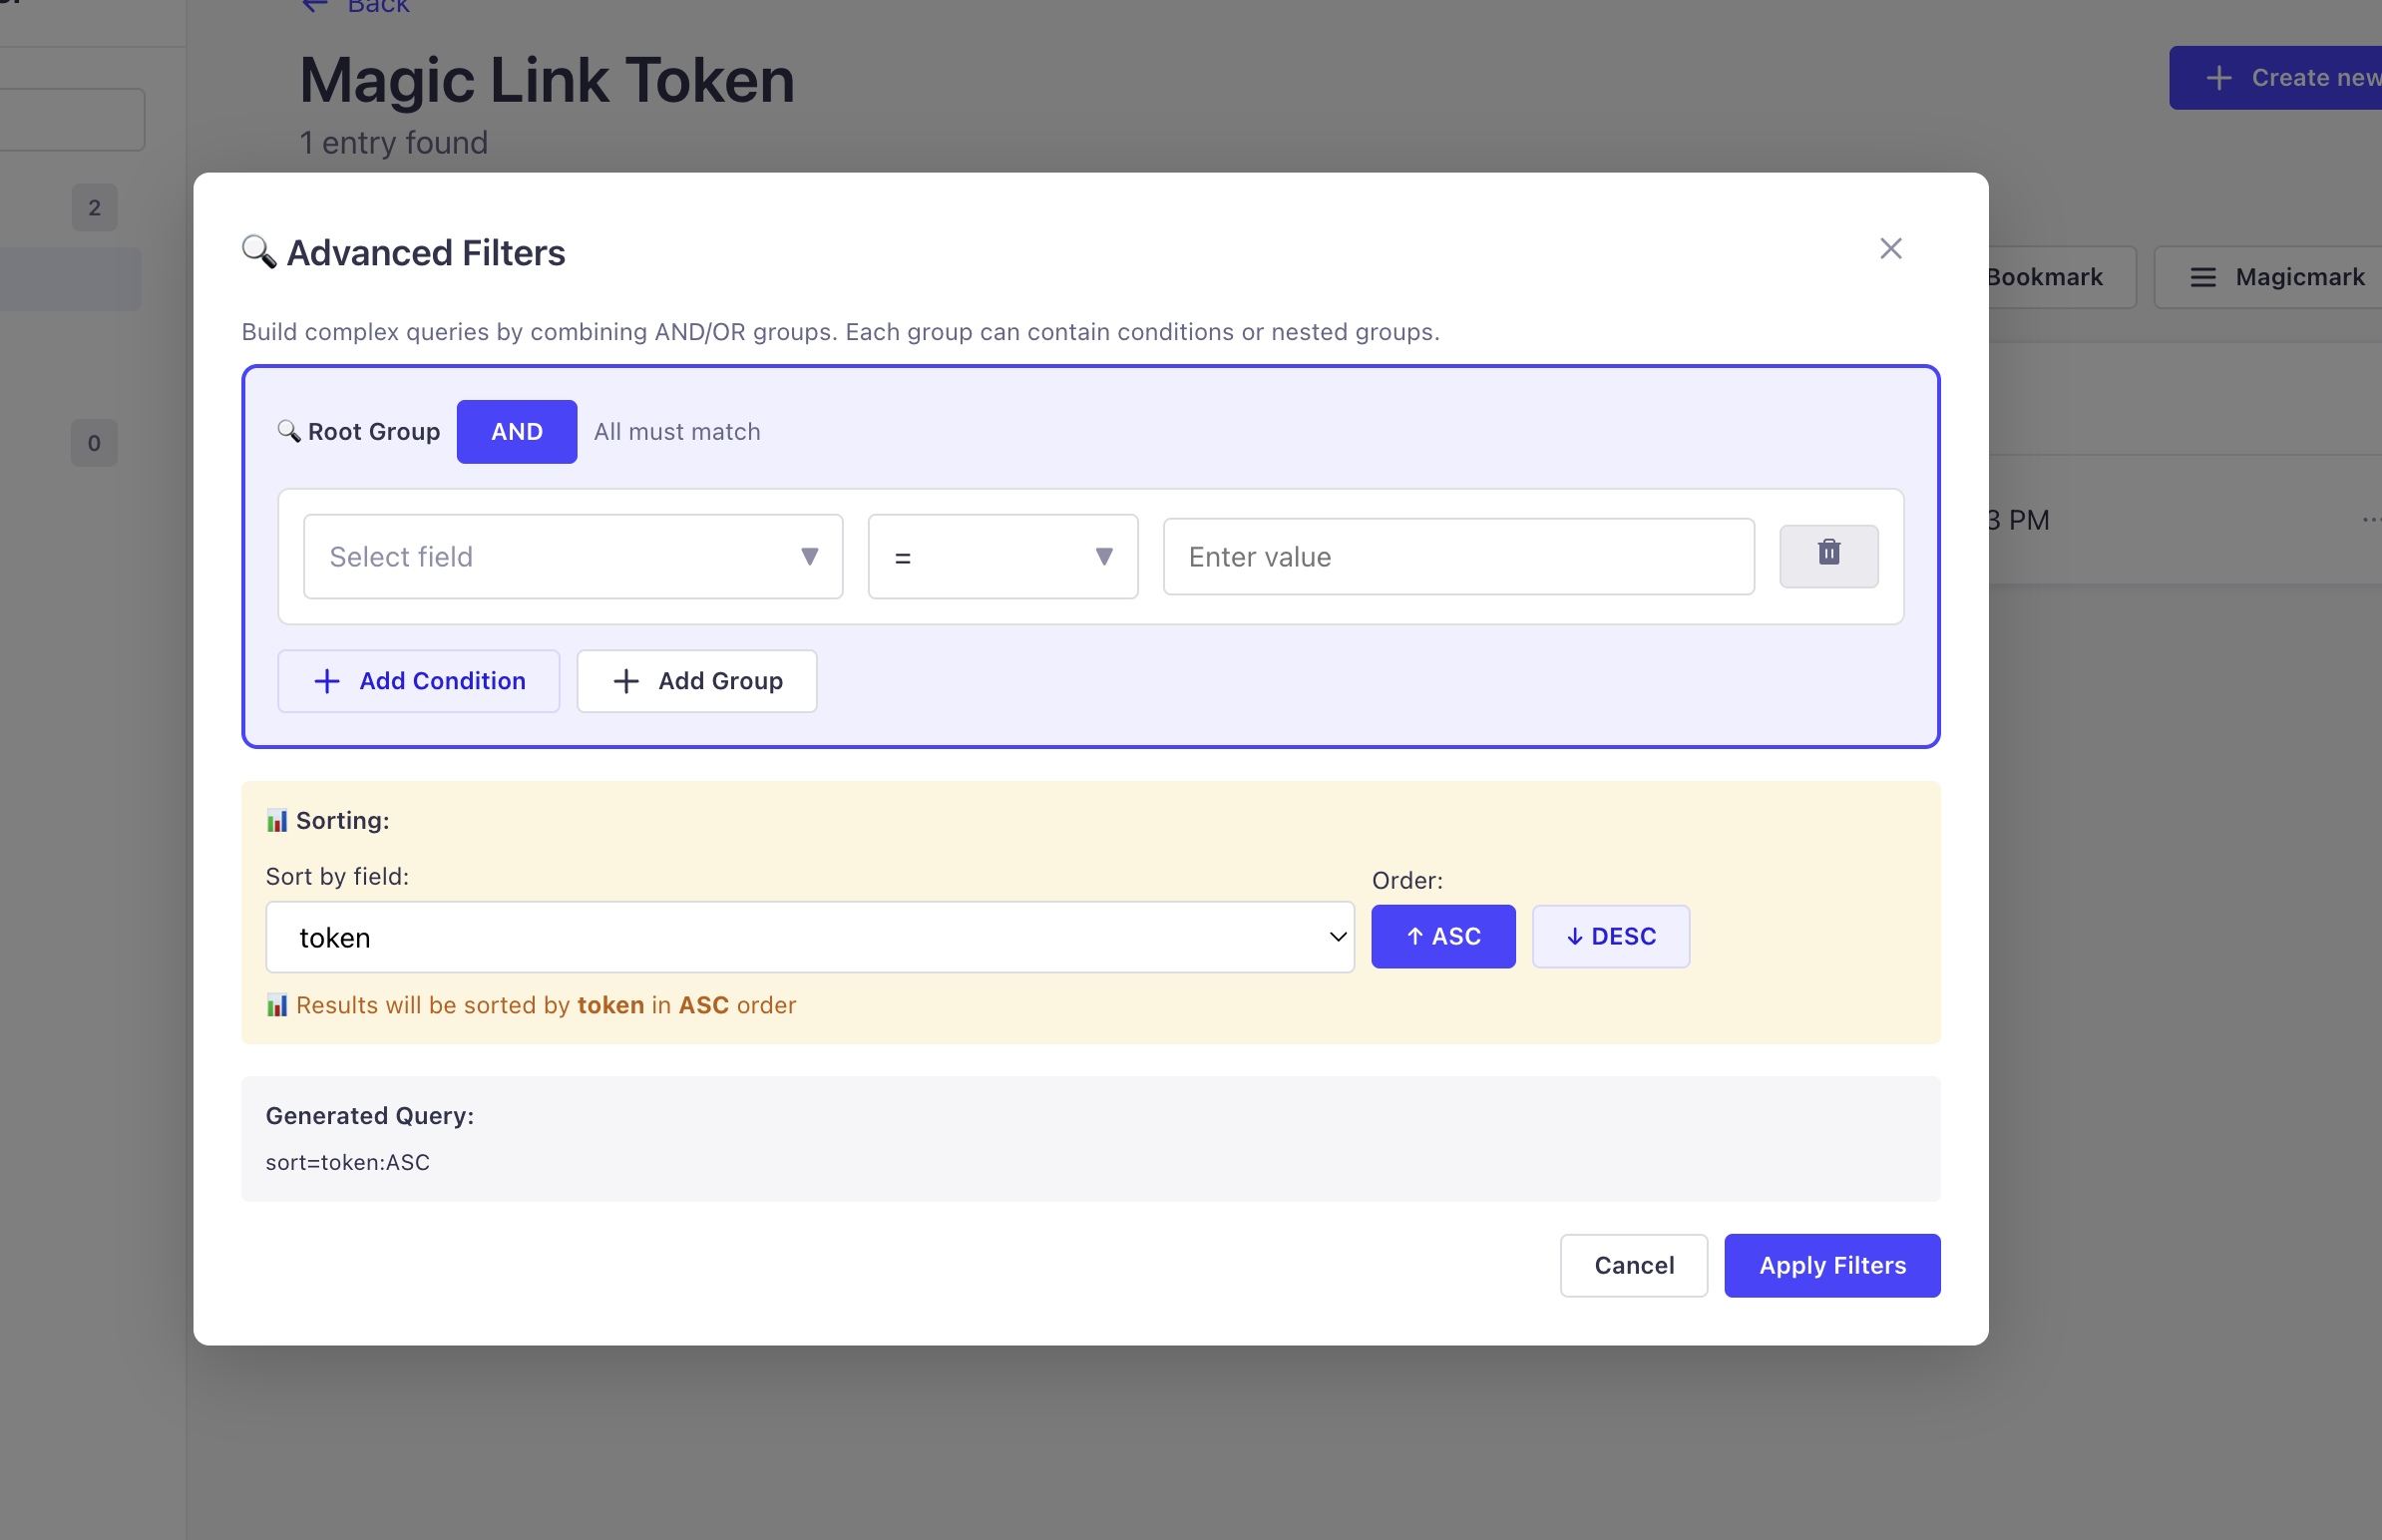 Back
Magic Link Token
1 entry found
Create new
2
0
Bookmark
Magicmark
3 PM
Advanced Filters
Build complex queries by combining AND/OR groups. Each group can contain conditions or nested groups.
Root Group AND All must match
Select field = Enter value
Add Condition Add Group
Sorting:
Sort by field: Order:
token ↑ ASC ↓ DESC
Results will be sorted by token in ASC order
Generated Query:
sort=token:ASC
Cancel Apply Filters